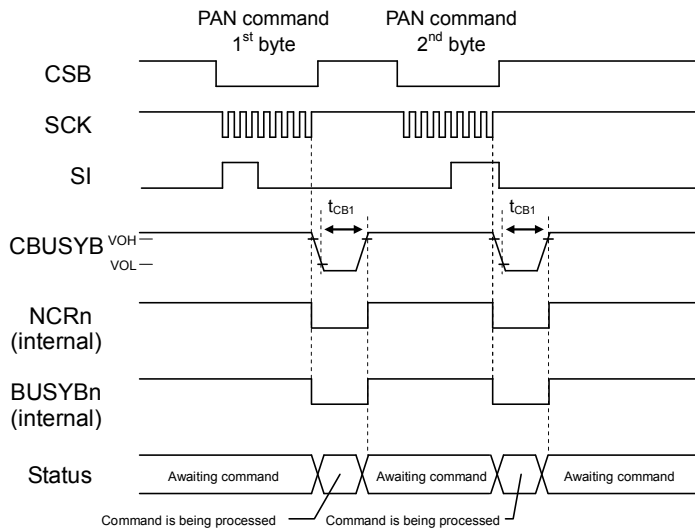 PAN command
1st byte
PAN command
2nd byte
CSB
SCK
SI
tCB1
tCB1
CBUSYB
VOH
VOL
NCRn
(internal)
BUSYBn
(internal)
Status
Awaiting command
Awaiting command
Awaiting command
Command is being processed
Command is being processed